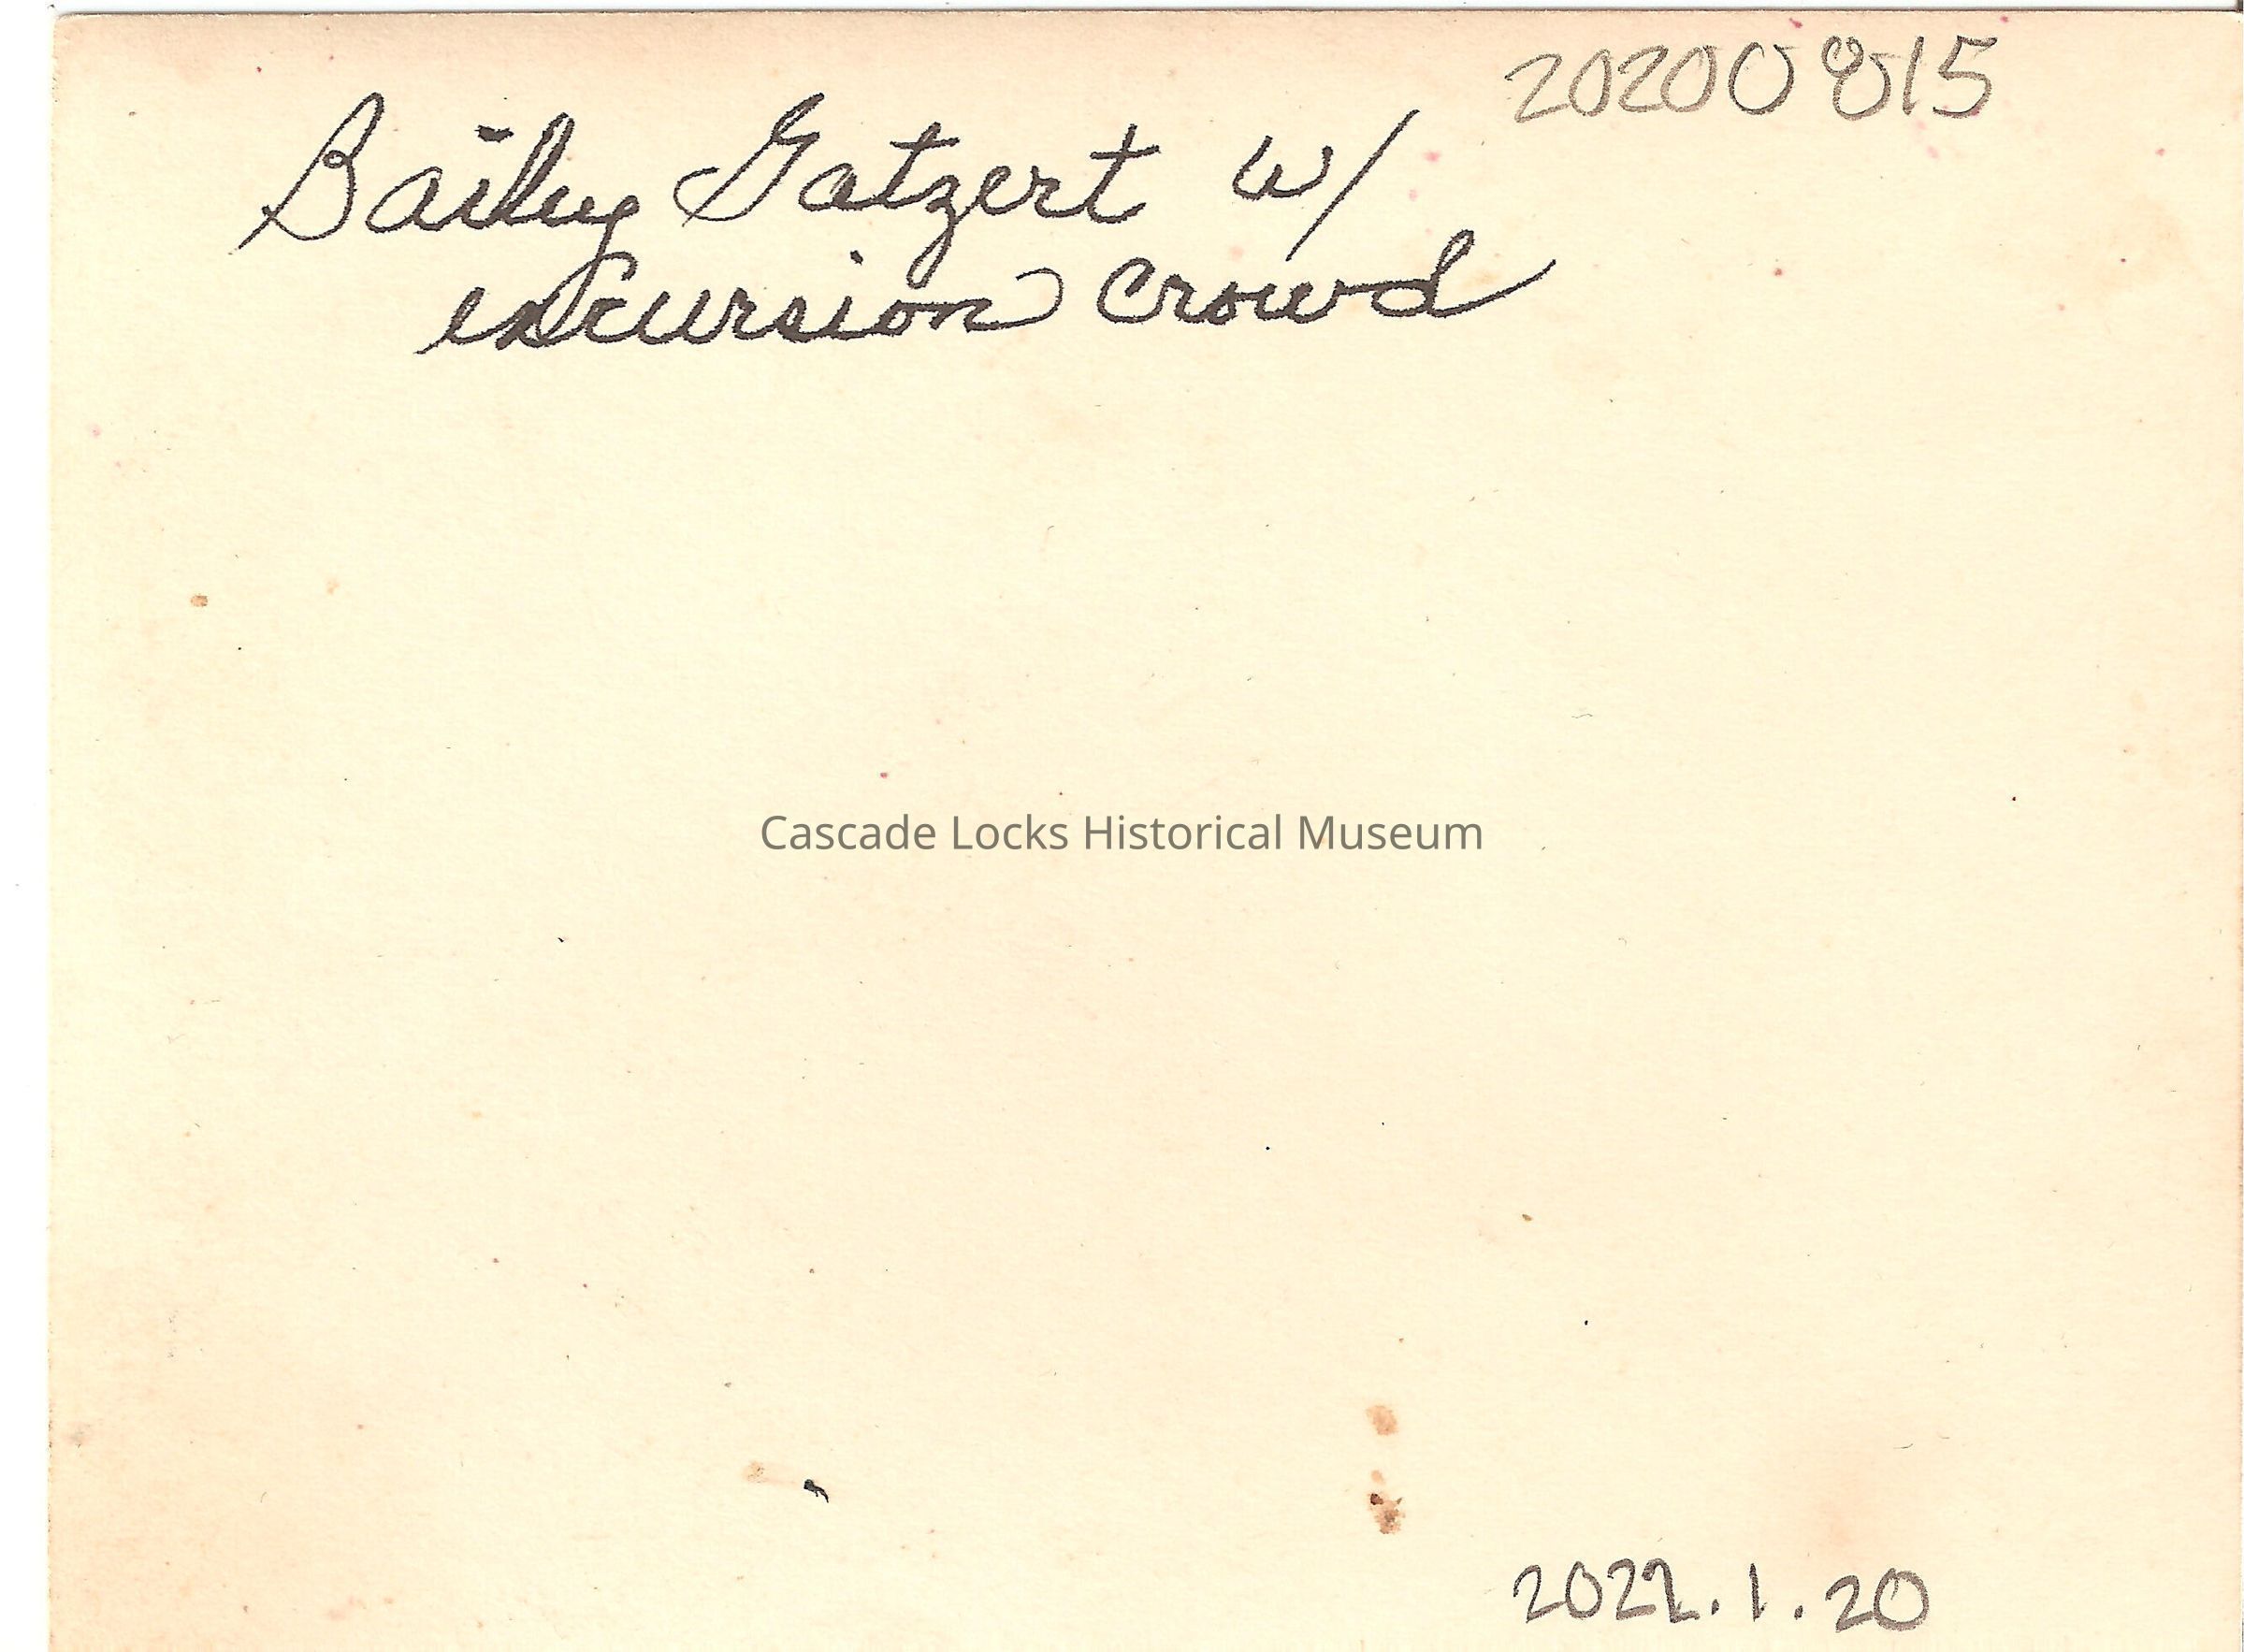 20200815
Bailey Gatzert w/
excursion crowd
Cascade Locks Historical Museum
2022.1.20